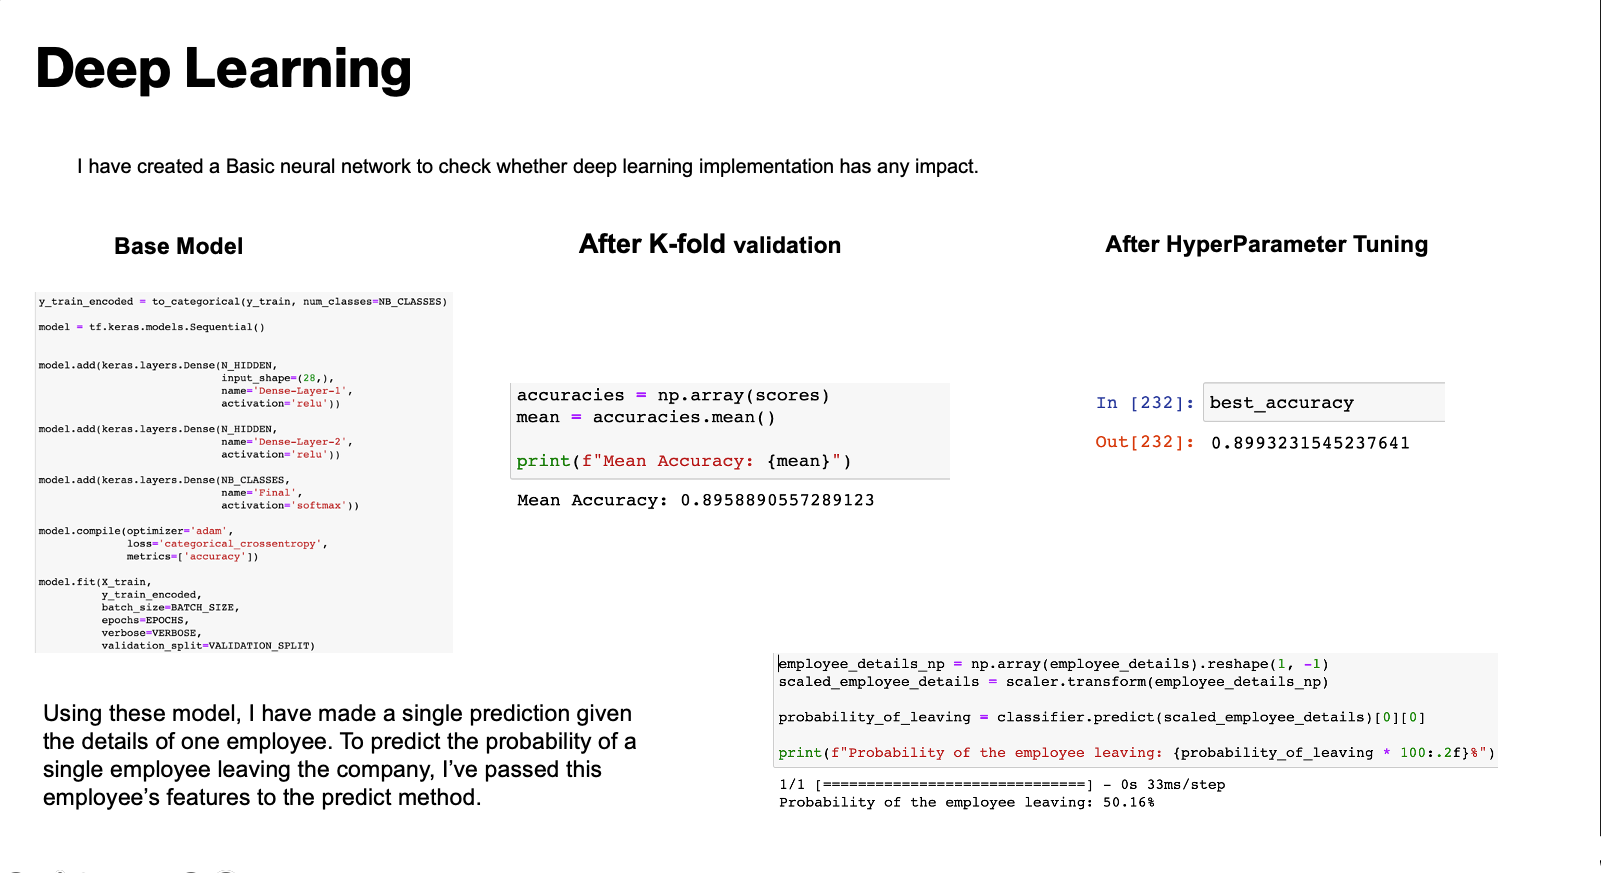 Deep Learning
I have created a Basic neural network to check whether deep learning implementation has any impact.
Base Model
y_train_encoded = to_categorical(y_train, num_classes=NB_CLASSES)
model = tf.keras.models.Sequential()
model.add(keras.layers.Dense(N_HIDDEN,
input_shape=(28,),
name='Dense-Layer-1',
activation='relu'))
model.add(keras.layers.Dense(N_HIDDEN,
name='Dense-Layer-2',
activation='relu'))
model.add(keras.layers.Dense(NB_CLASSES,
name='Final',
activation='softmax'))
model.compile(optimizer='adam',
loss='categorical_crossentropy',
metrics=['accuracy'])
model.fit(X_train,
y_train_encoded,
batch_size=BATCH_SIZE,
epochs=EPOCHS,
verbose=VERBOSE,
validation_split=VALIDATION_SPLIT)
After K-fold validation
accuracies = np.array(scores)
mean = accuracies.mean()
print(f"Mean Accuracy: {mean}")
Mean Accuracy: 0.8958890557289123
After HyperParameter Tuning
In [232]: best_accuracy
Out[232]: 0.8993231545237641
Using these model, I have made a single prediction given
the details of one employee. To predict the probability of a
single employee leaving the company, I've passed this
employee's features to the predict method.
employee_details_np = np.array(employee_details).reshape(1, -1)
scaled_employee_details = scaler.transform(employee_details_np)
probability_of_leaving = classifier.predict(scaled_employee_details)[0][0]
print(f"Probability of the employee leaving: {probability_of_leaving * 100:.2f}%")
1/1 [==============================] - 0s 33ms/step
Probability of the employee leaving: 50.16%